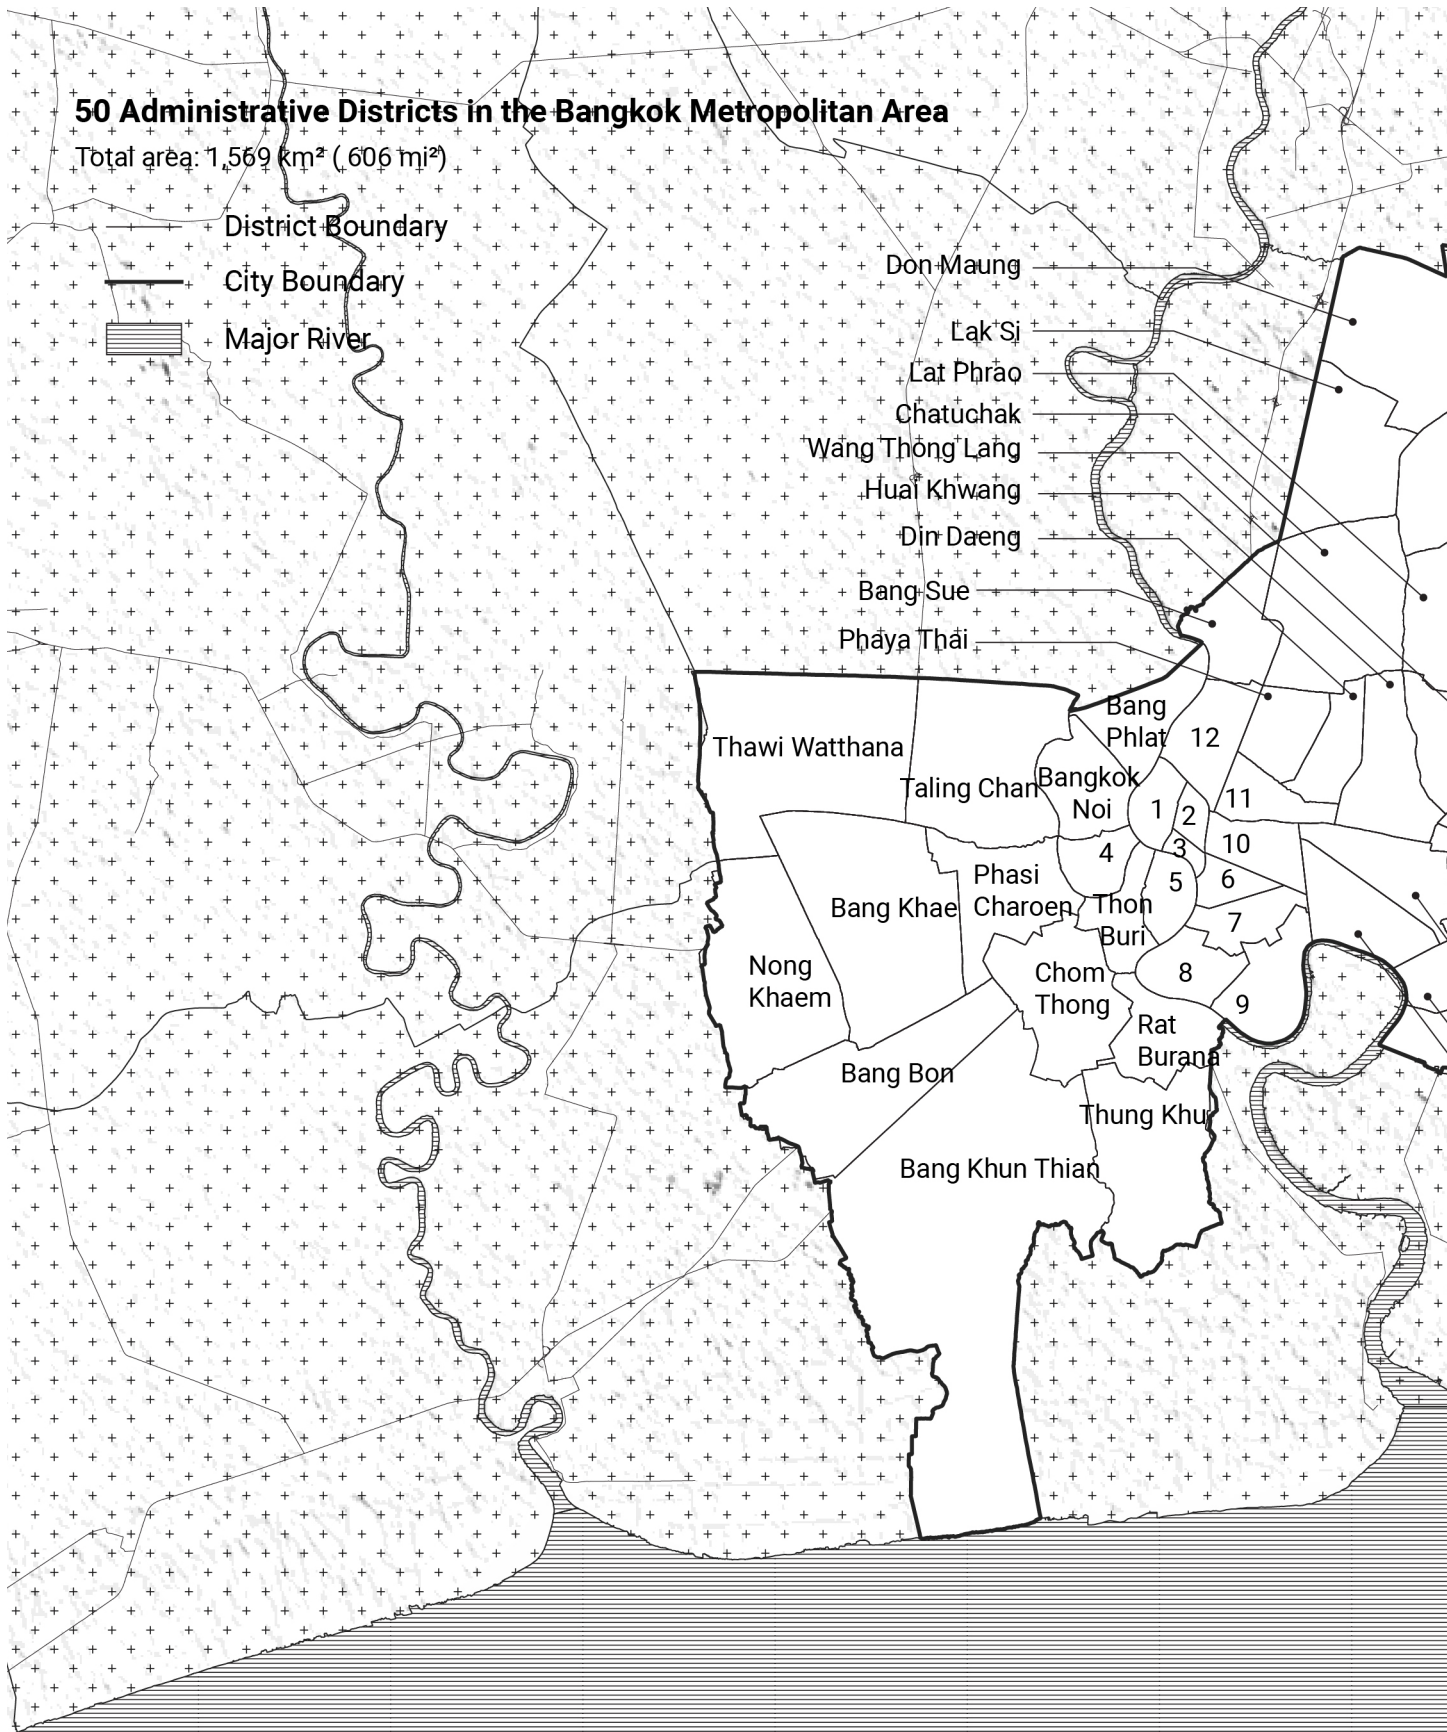 50 Administrative Districts in the Bangkok Metropolitan Area
Total area: 1,569 km² ( 606 mi²)
District Boundary
City Boundary
Major River
Don Maung
Lak Si
Lat Phrao
Chatuchak
Wang Thong Lang
Huai Khwang
Din Daeng
Bang Sue
Phaya Thai
Bang
Phlat
12
Thawi Watthana
Taling Chan
Bangkok
Noi
1
2
11
3
10
4
5
6
Phasi
Charoen
Bang Khae
Thon
Buri
7
Nong
Khaem
Chom
Thong
8
9
Rat
Burana
Bang Bon
Thung Khu
Bang Khun Thian